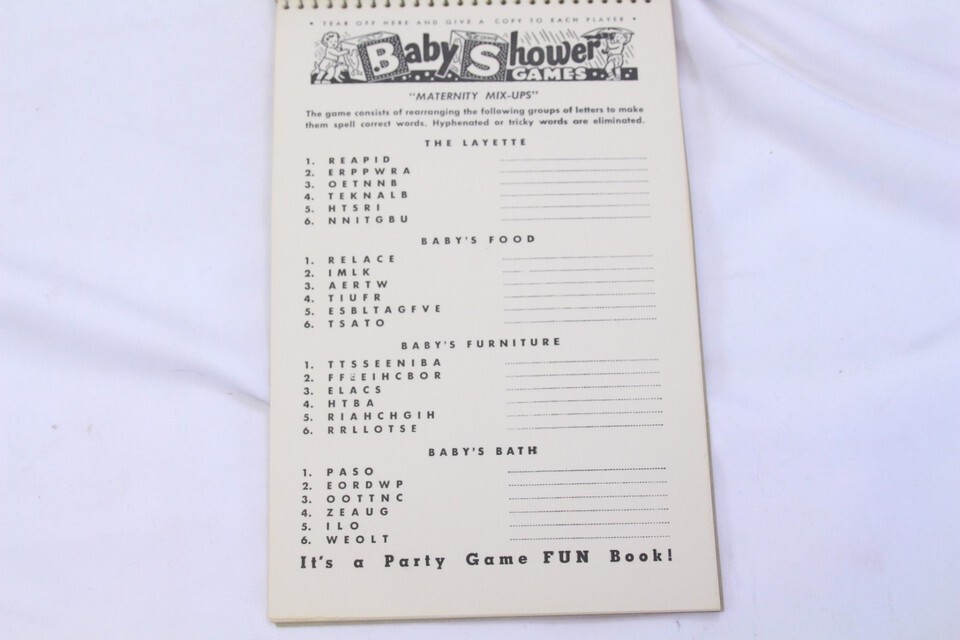 • TEAR OFF HERE AND GIVE A COPY TO EACH PLAYER •
Baby Shower
GAMES
"MATERNITY MIX-UPS"
The game consists of rearranging the following groups of letters to make
them spell correct words. Hyphenated or tricky words are eliminated.
THE LAYETTE
1. REAPID
2. ERPPWRA
3. OETNNB
4. TEKNALB
5. HTSRI
6. NNITGBU
BABY'S FOOD
1. RELACE
2. IMLK
3. AERTW
4. TIUFR
5. ESBLTAGFVE
6. TSATO
BABY'S FURNITURE
1. TTSSEENIBA
2. FFEEIHCBOR
3. ELACS
4. HTBA
5. RIAHCHGIH
6. RRLLOTSE
BABY'S BATH
1. PASO
2. EORDWP
3. OOTTNC
4. ZEAUG
5. ILO
6. WEOLT
It's a Party Game FUN Book!